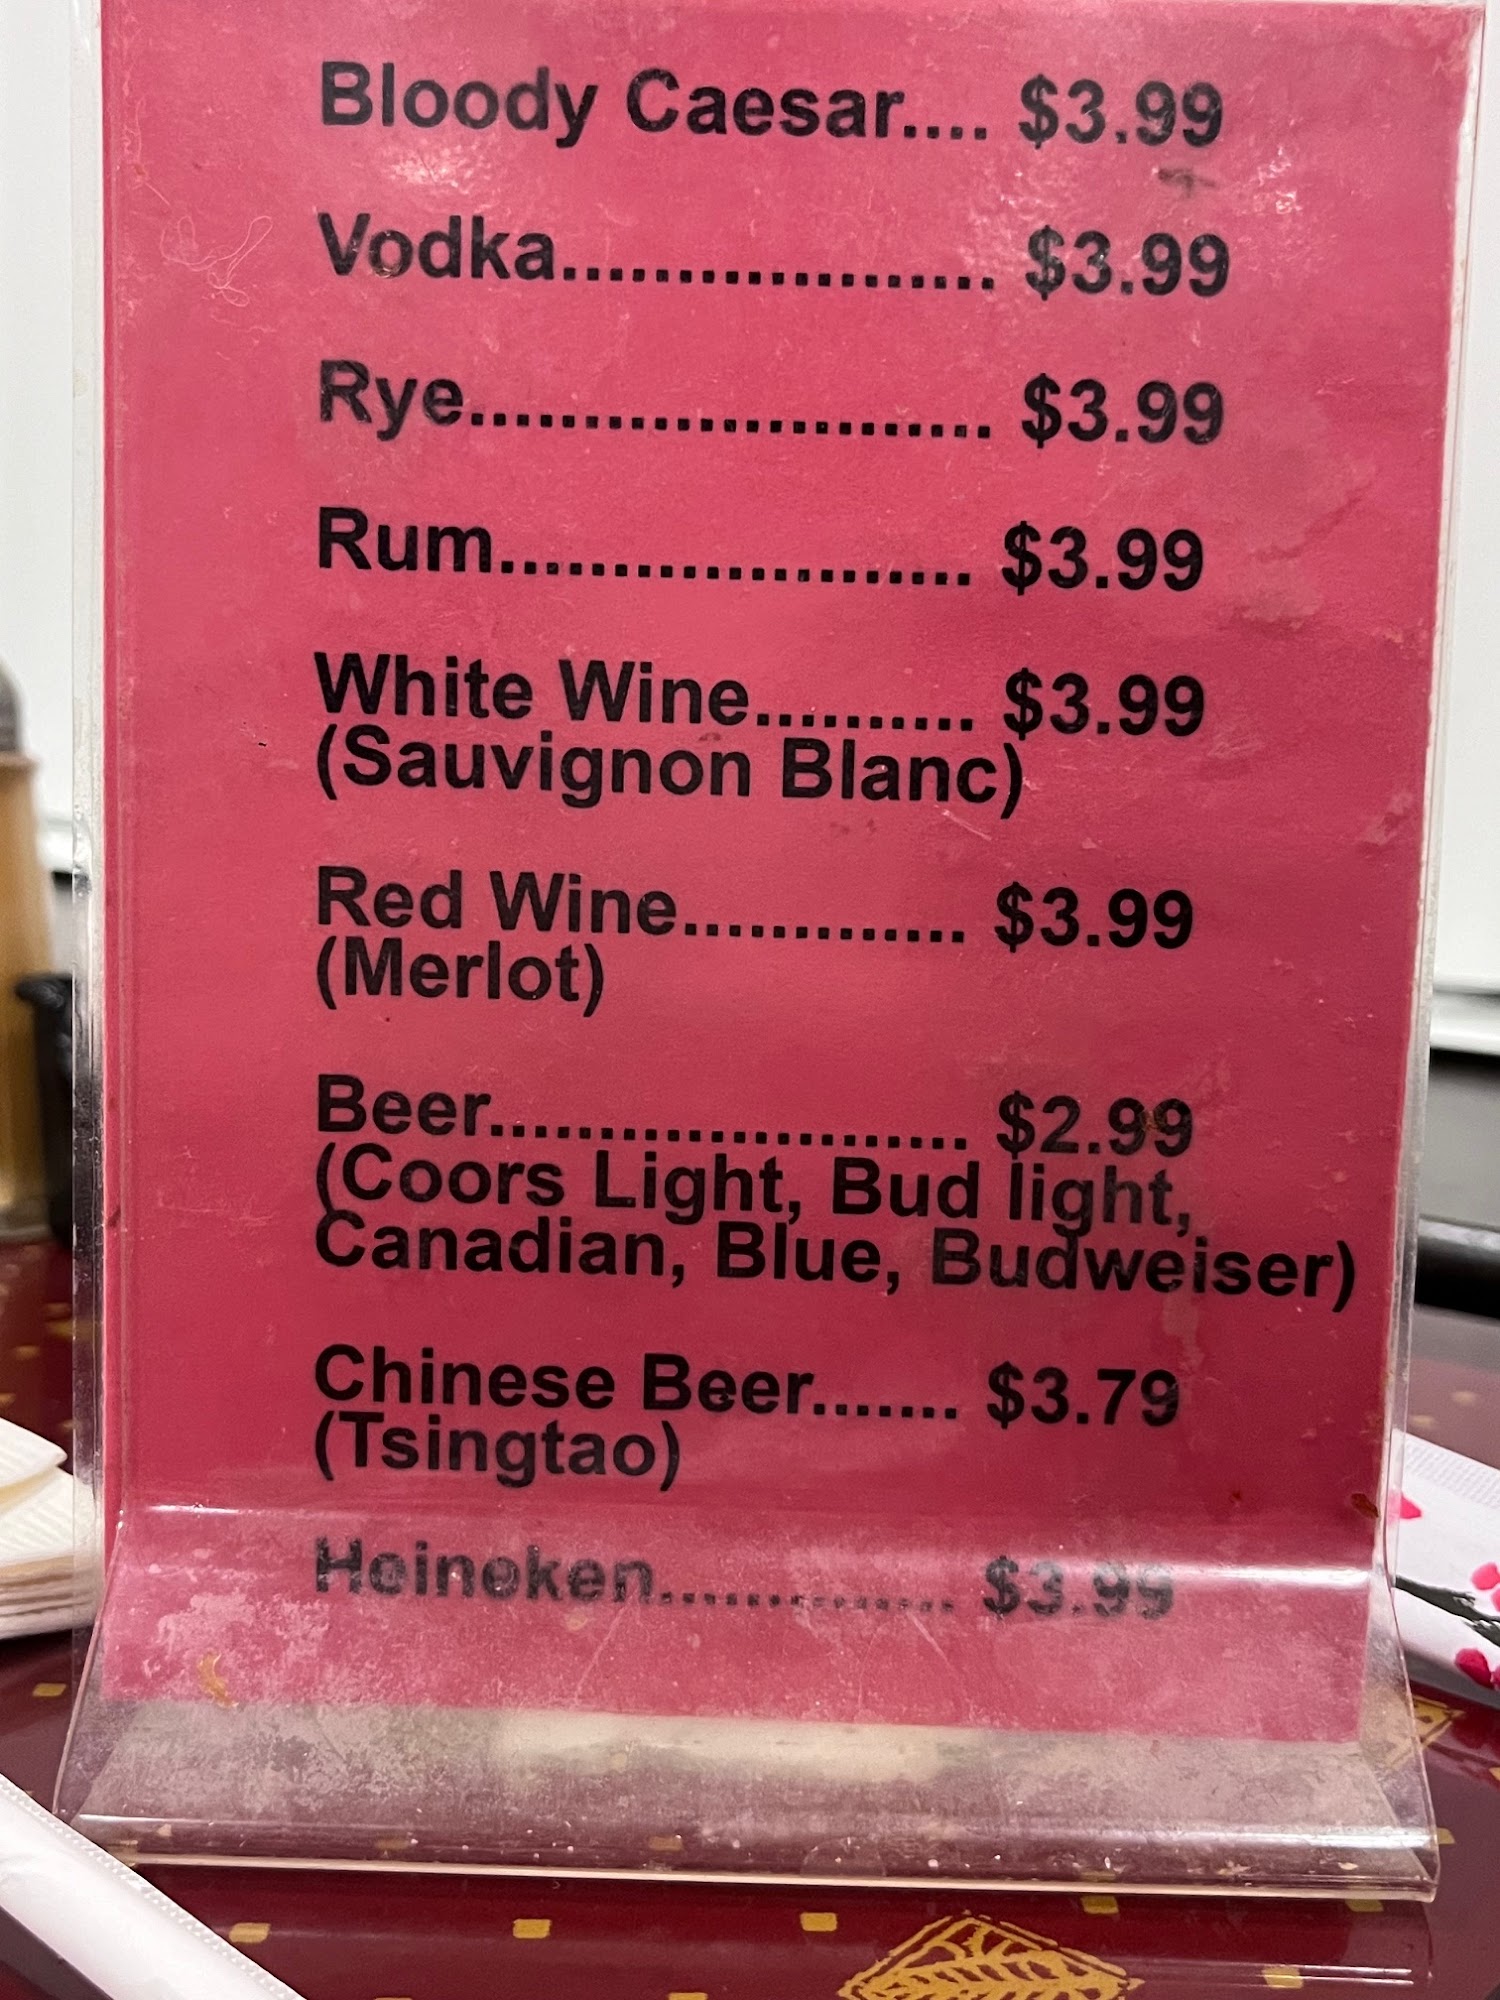 Bloody Caesar.... $3.99
Vodka................... $3.99
Rye....................... $3.99
Rum..................... $3.99
White Wine.......... $3.99
(Sauvignon Blanc)
Red Wine............. $3.99
(Merlot)
Beer..................... $2.99
(Coors Light, Bud light,
Canadian, Blue, Budweiser)
Chinese Beer....... $3.79
(Tsingtao)
Heineken.............. $3.99